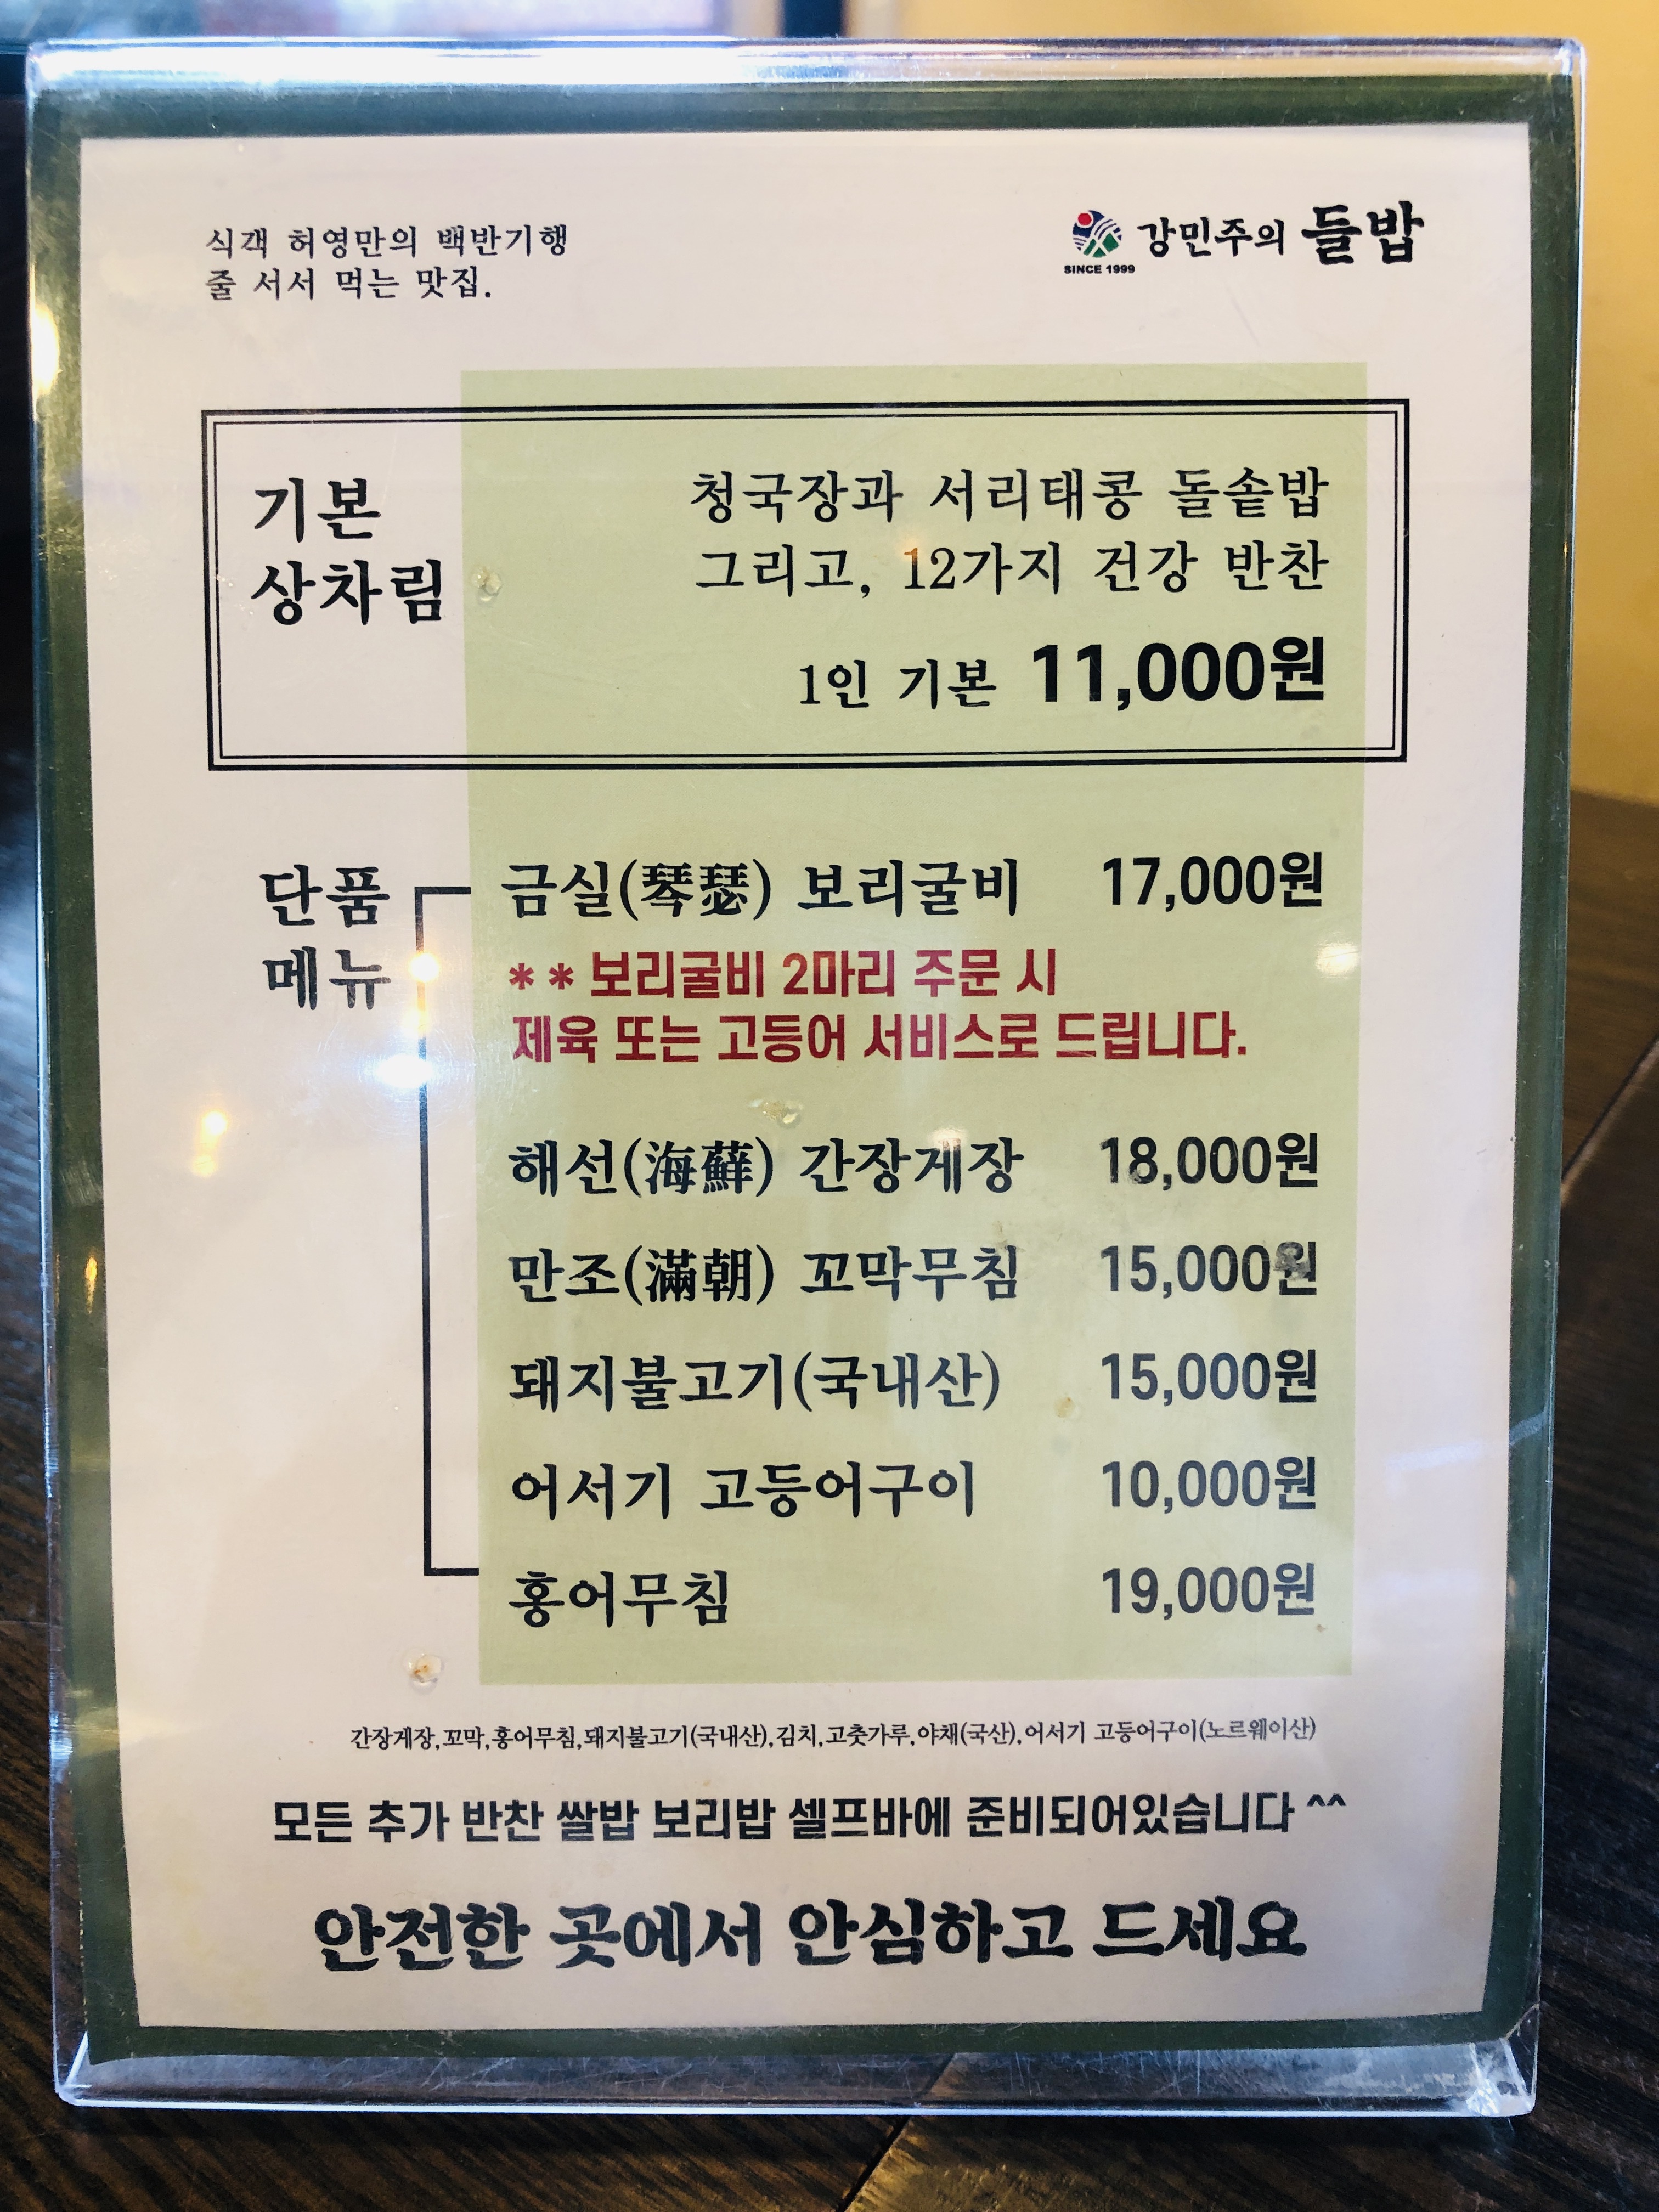 식객 허영만의 백반기행
줄 서서 먹는 맛집.
SINCE 1999
강민주의 들밥
기본
상차림
청국장과 서리태콩 돌솥밥
그리고, 12가지 건강 반찬
1인 기본 11,000원
단품
메뉴
금실(琴瑟) 보리굴비 17,000원
** 보리굴비 2마리 주문 시
제육 또는 고등어 서비스로 드립니다.
해선(海蘚) 간장게장 18,000원
만조(滿朝) 꼬막무침 15,000원
돼지불고기(국내산) 15,000원
어서기 고등어구이 10,000원
홍어무침 19,000원
간장게장,꼬막,홍어무침,돼지불고기(국내산),김치,고춧가루,야채(국산),어서기 고등어구이(노르웨이산)
모든 추가 반찬 쌀밥 보리밥 셀프바에 준비되어있습니다 ^^
안전한 곳에서 안심하고 드세요